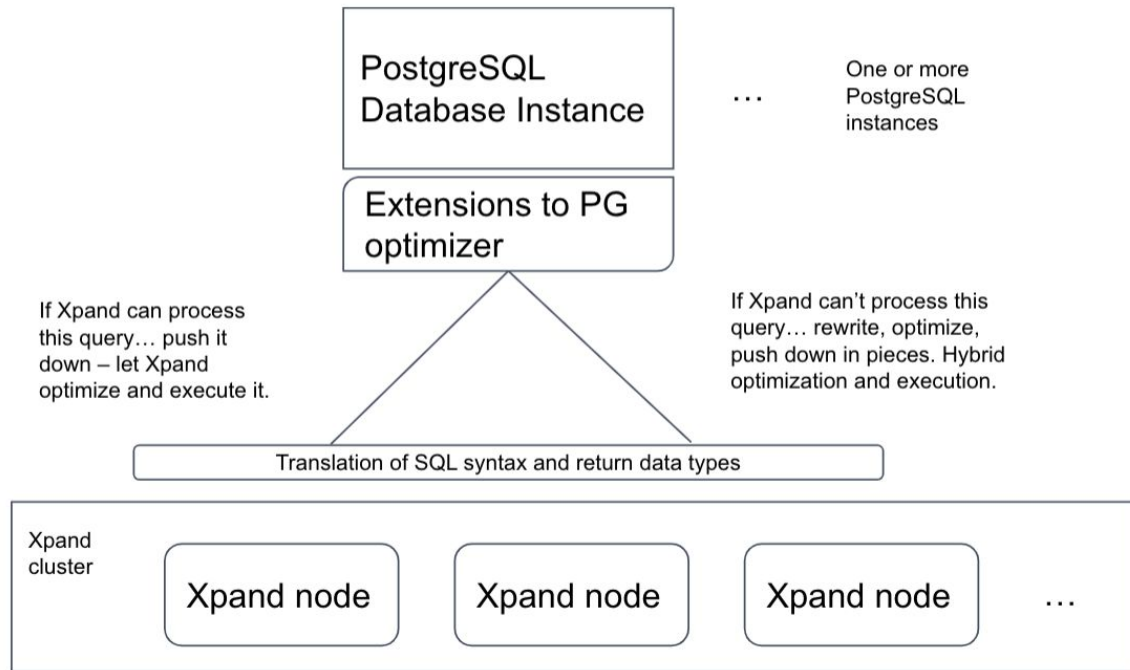 PostgreSQL
Database Instance
…
One or more
PostgreSQL
instances
Extensions to PG
optimizer
If Xpand can process
this query… push it
down – let Xpand
optimize and execute it.
If Xpand can’t process this
query… rewrite, optimize,
push down in pieces. Hybrid
optimization and execution.
Translation of SQL syntax and return data types
Xpand
cluster
Xpand node
Xpand node
Xpand node
…